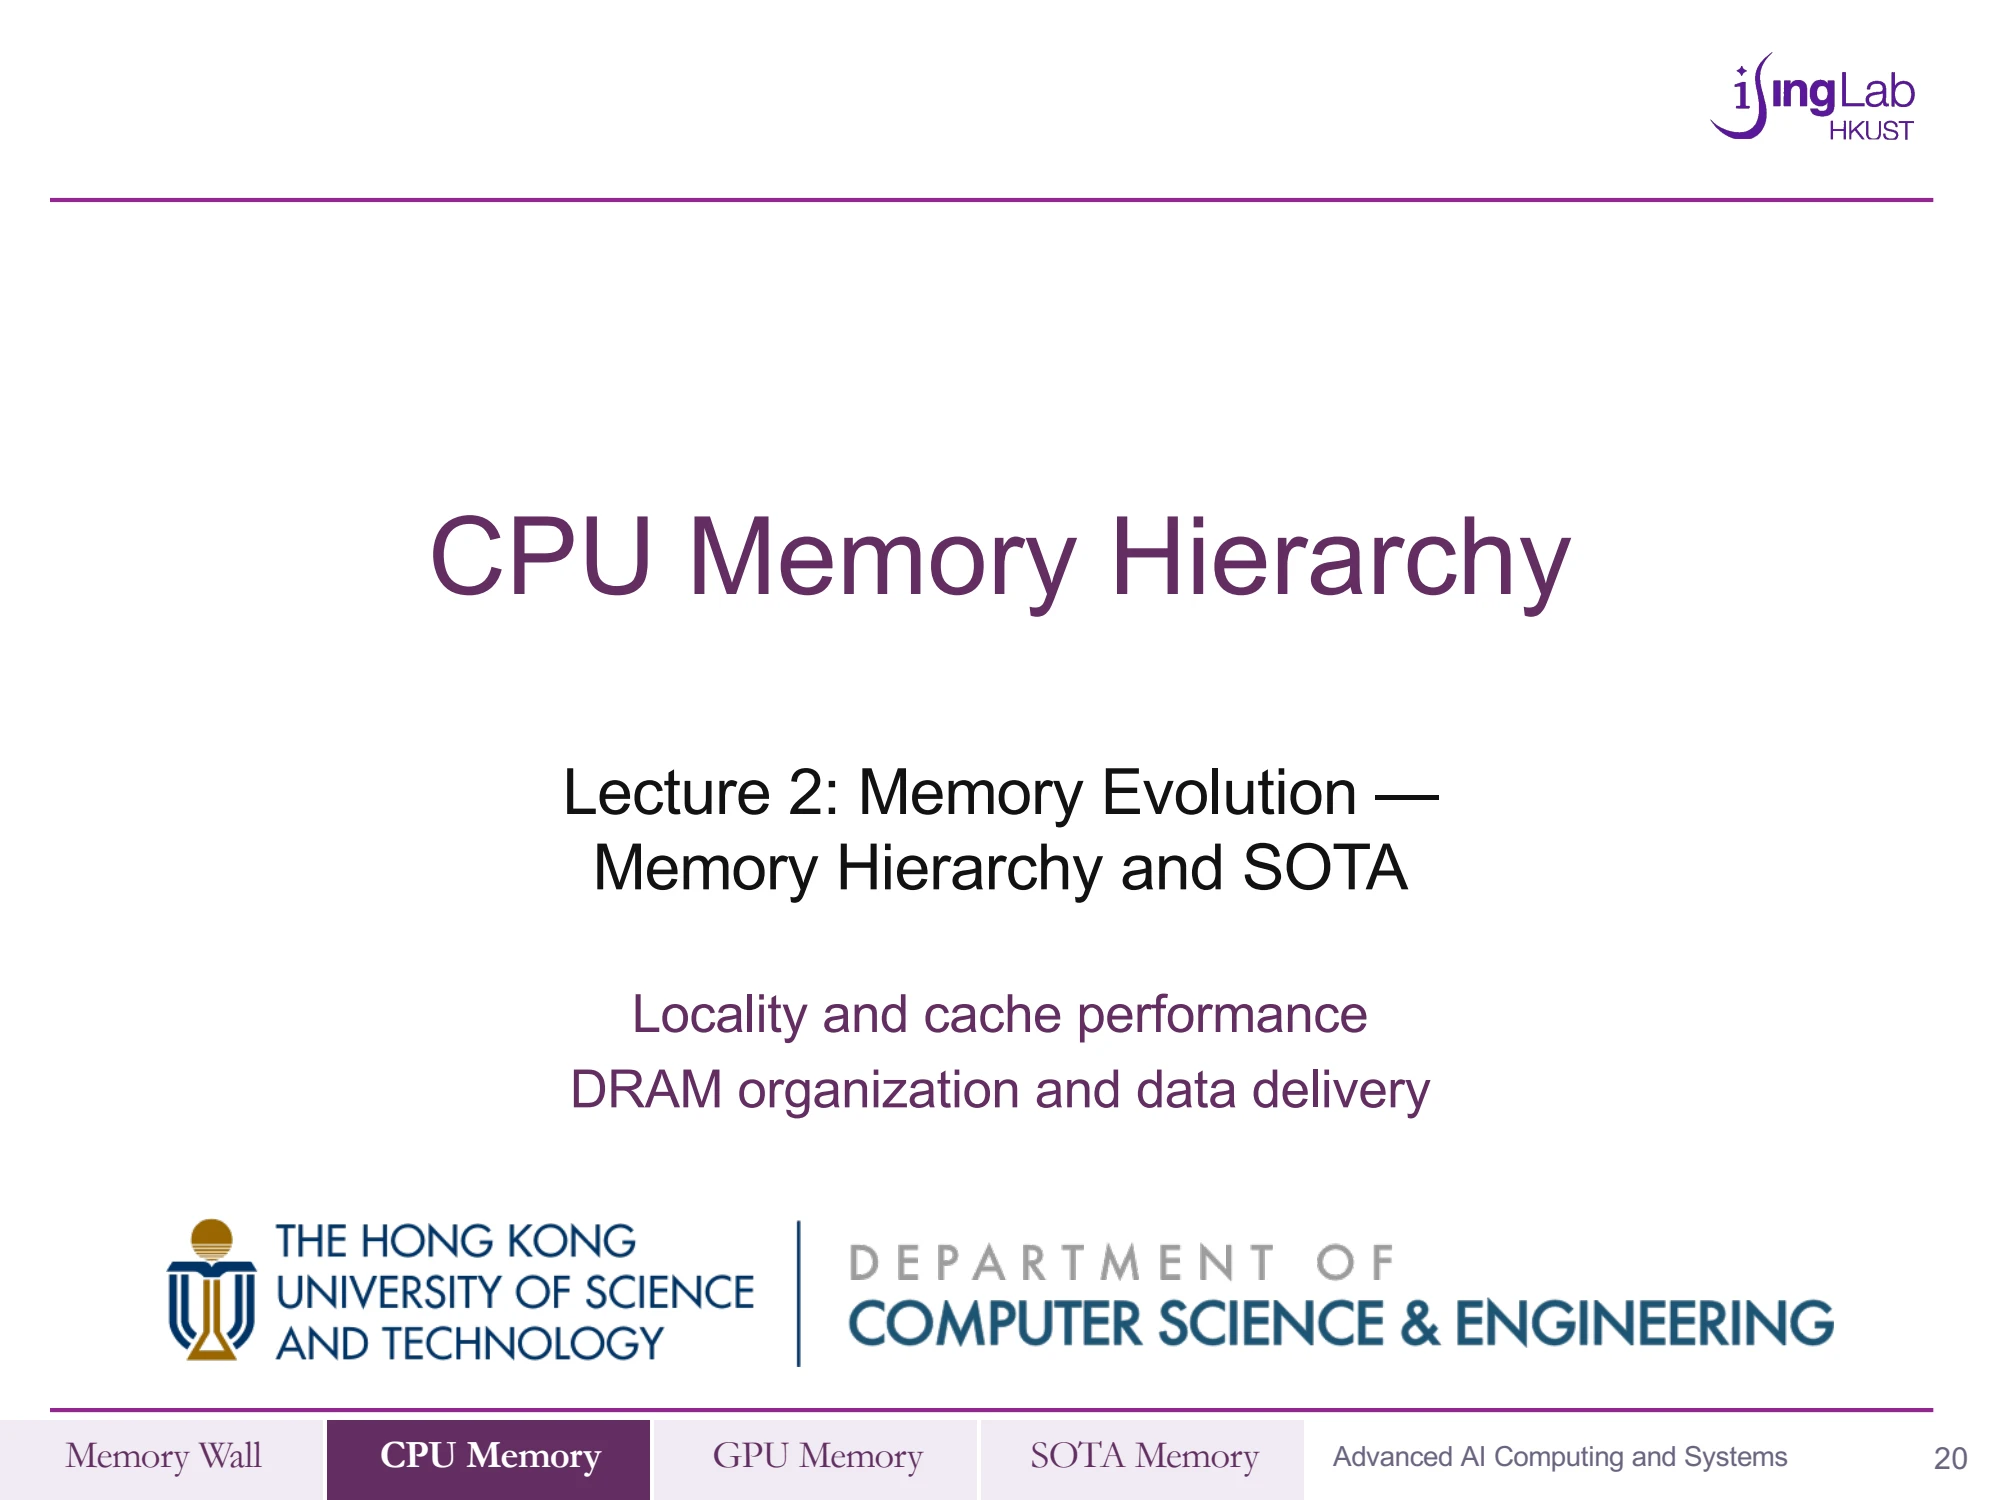 iSingLab
HKUST
CPU Memory Hierarchy
Lecture 2: Memory Evolution —
Memory Hierarchy and SOTA
Locality and cache performance
DRAM organization and data delivery
THE HONG KONG
UNIVERSITY OF SCIENCE
AND TECHNOLOGY
DEPARTMENT OF
COMPUTER SCIENCE & ENGINEERING
Memory Wall
CPU Memory
GPU Memory
SOTA Memory
Advanced AI Computing and Systems
20